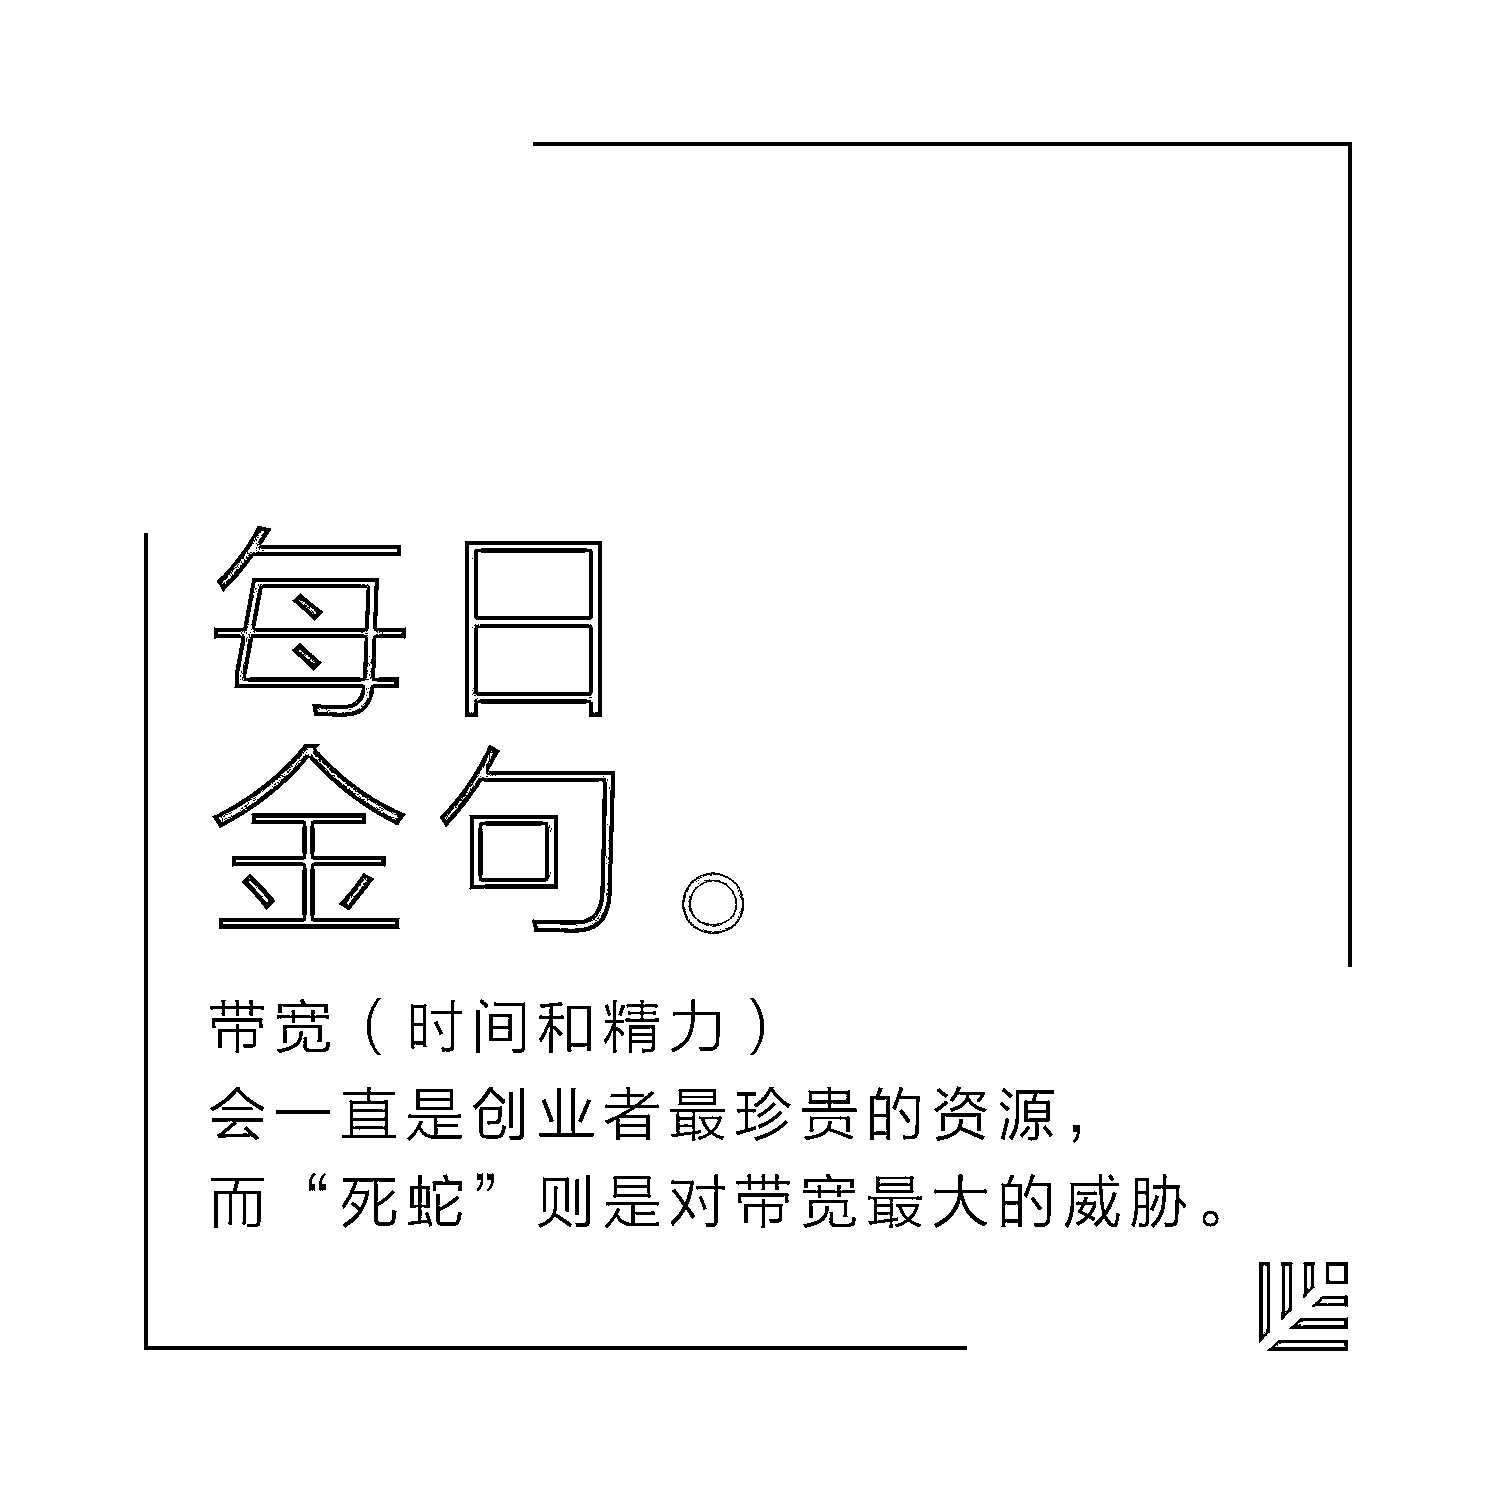 每日
金句。
带宽（时间和精力）
会一直是创业者最珍贵的资源，
而“死蛇”则是对带宽最大的威胁。